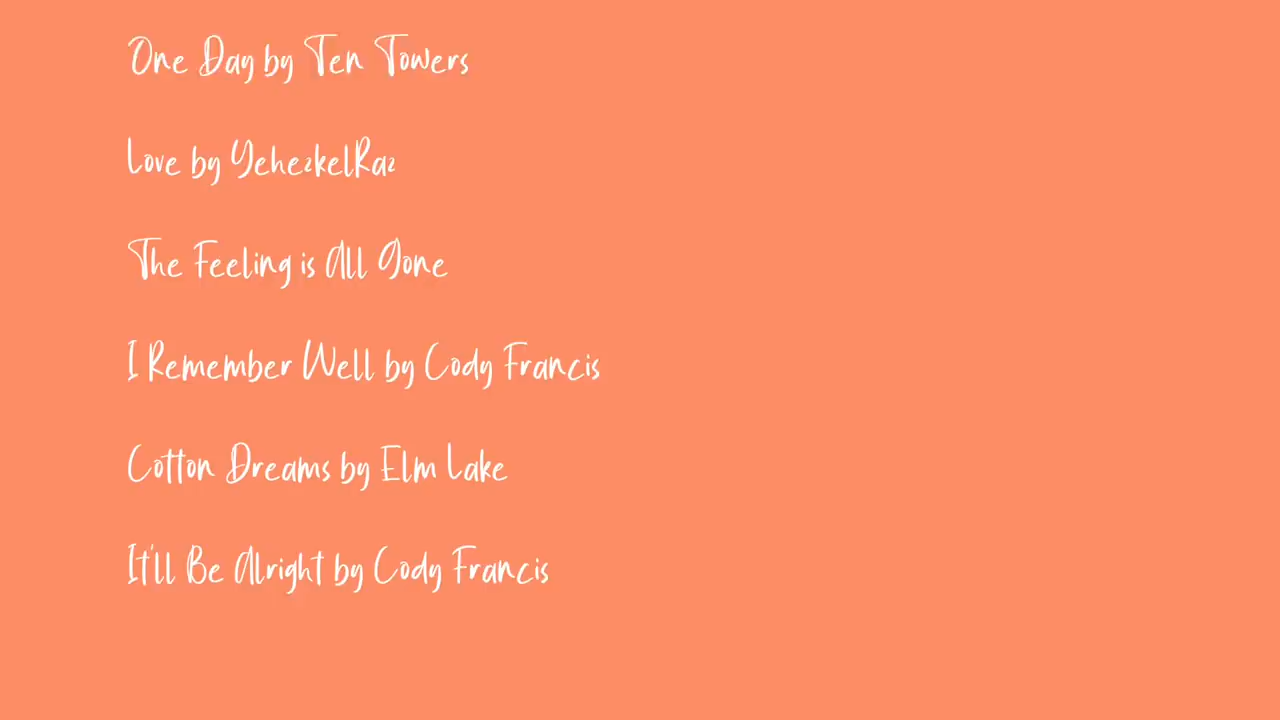 One Day by Ten Towers
Love by YehezkelRaz
The Feeling is All Gone
I Remember Well by Cody Francis
Cotton Dreams by Elm Lake
It'll Be Alright by Cody Francis